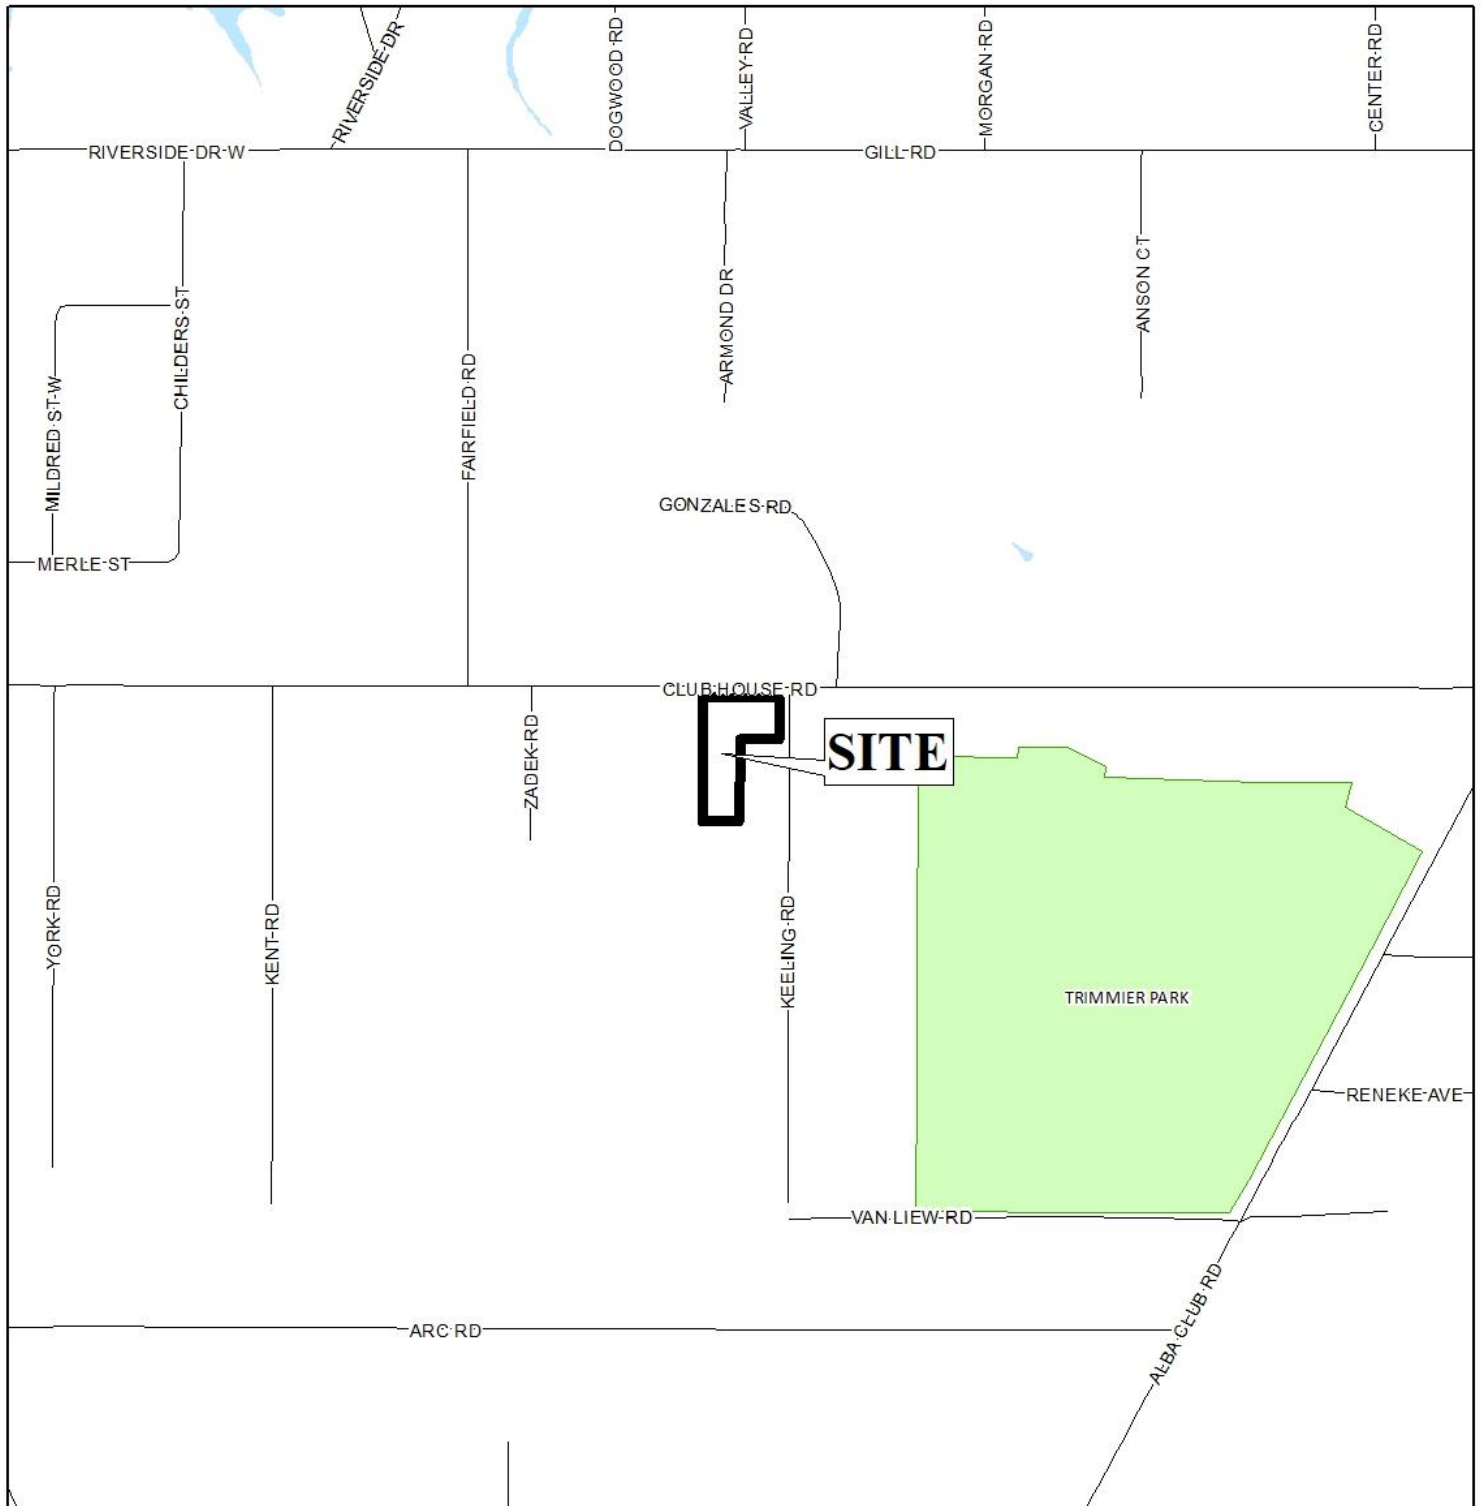 RIVERSIDE DR
DOGWOOD RD
VALLEY RD
MORGAN RD
CENTER RD
RIVERSIDE DR W
GILL RD
ANSON CT
CHILDERS ST
ARMOND DR
MILDRED ST W
FAIRFIELD RD
GONZALES RD
MERLE ST
CLUB HOUSE RD
ZADEK RD
SITE
YORK RD
KENT RD
KEELING RD
TRIMMIER PARK
RENEKE AVE
VAN LIEW RD
ALBA CLUB RD
ARC RD